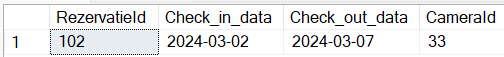 RezervatieId Check_in_data Check_out_data CameraId
1 102 2024-03-02 2024-03-07 33